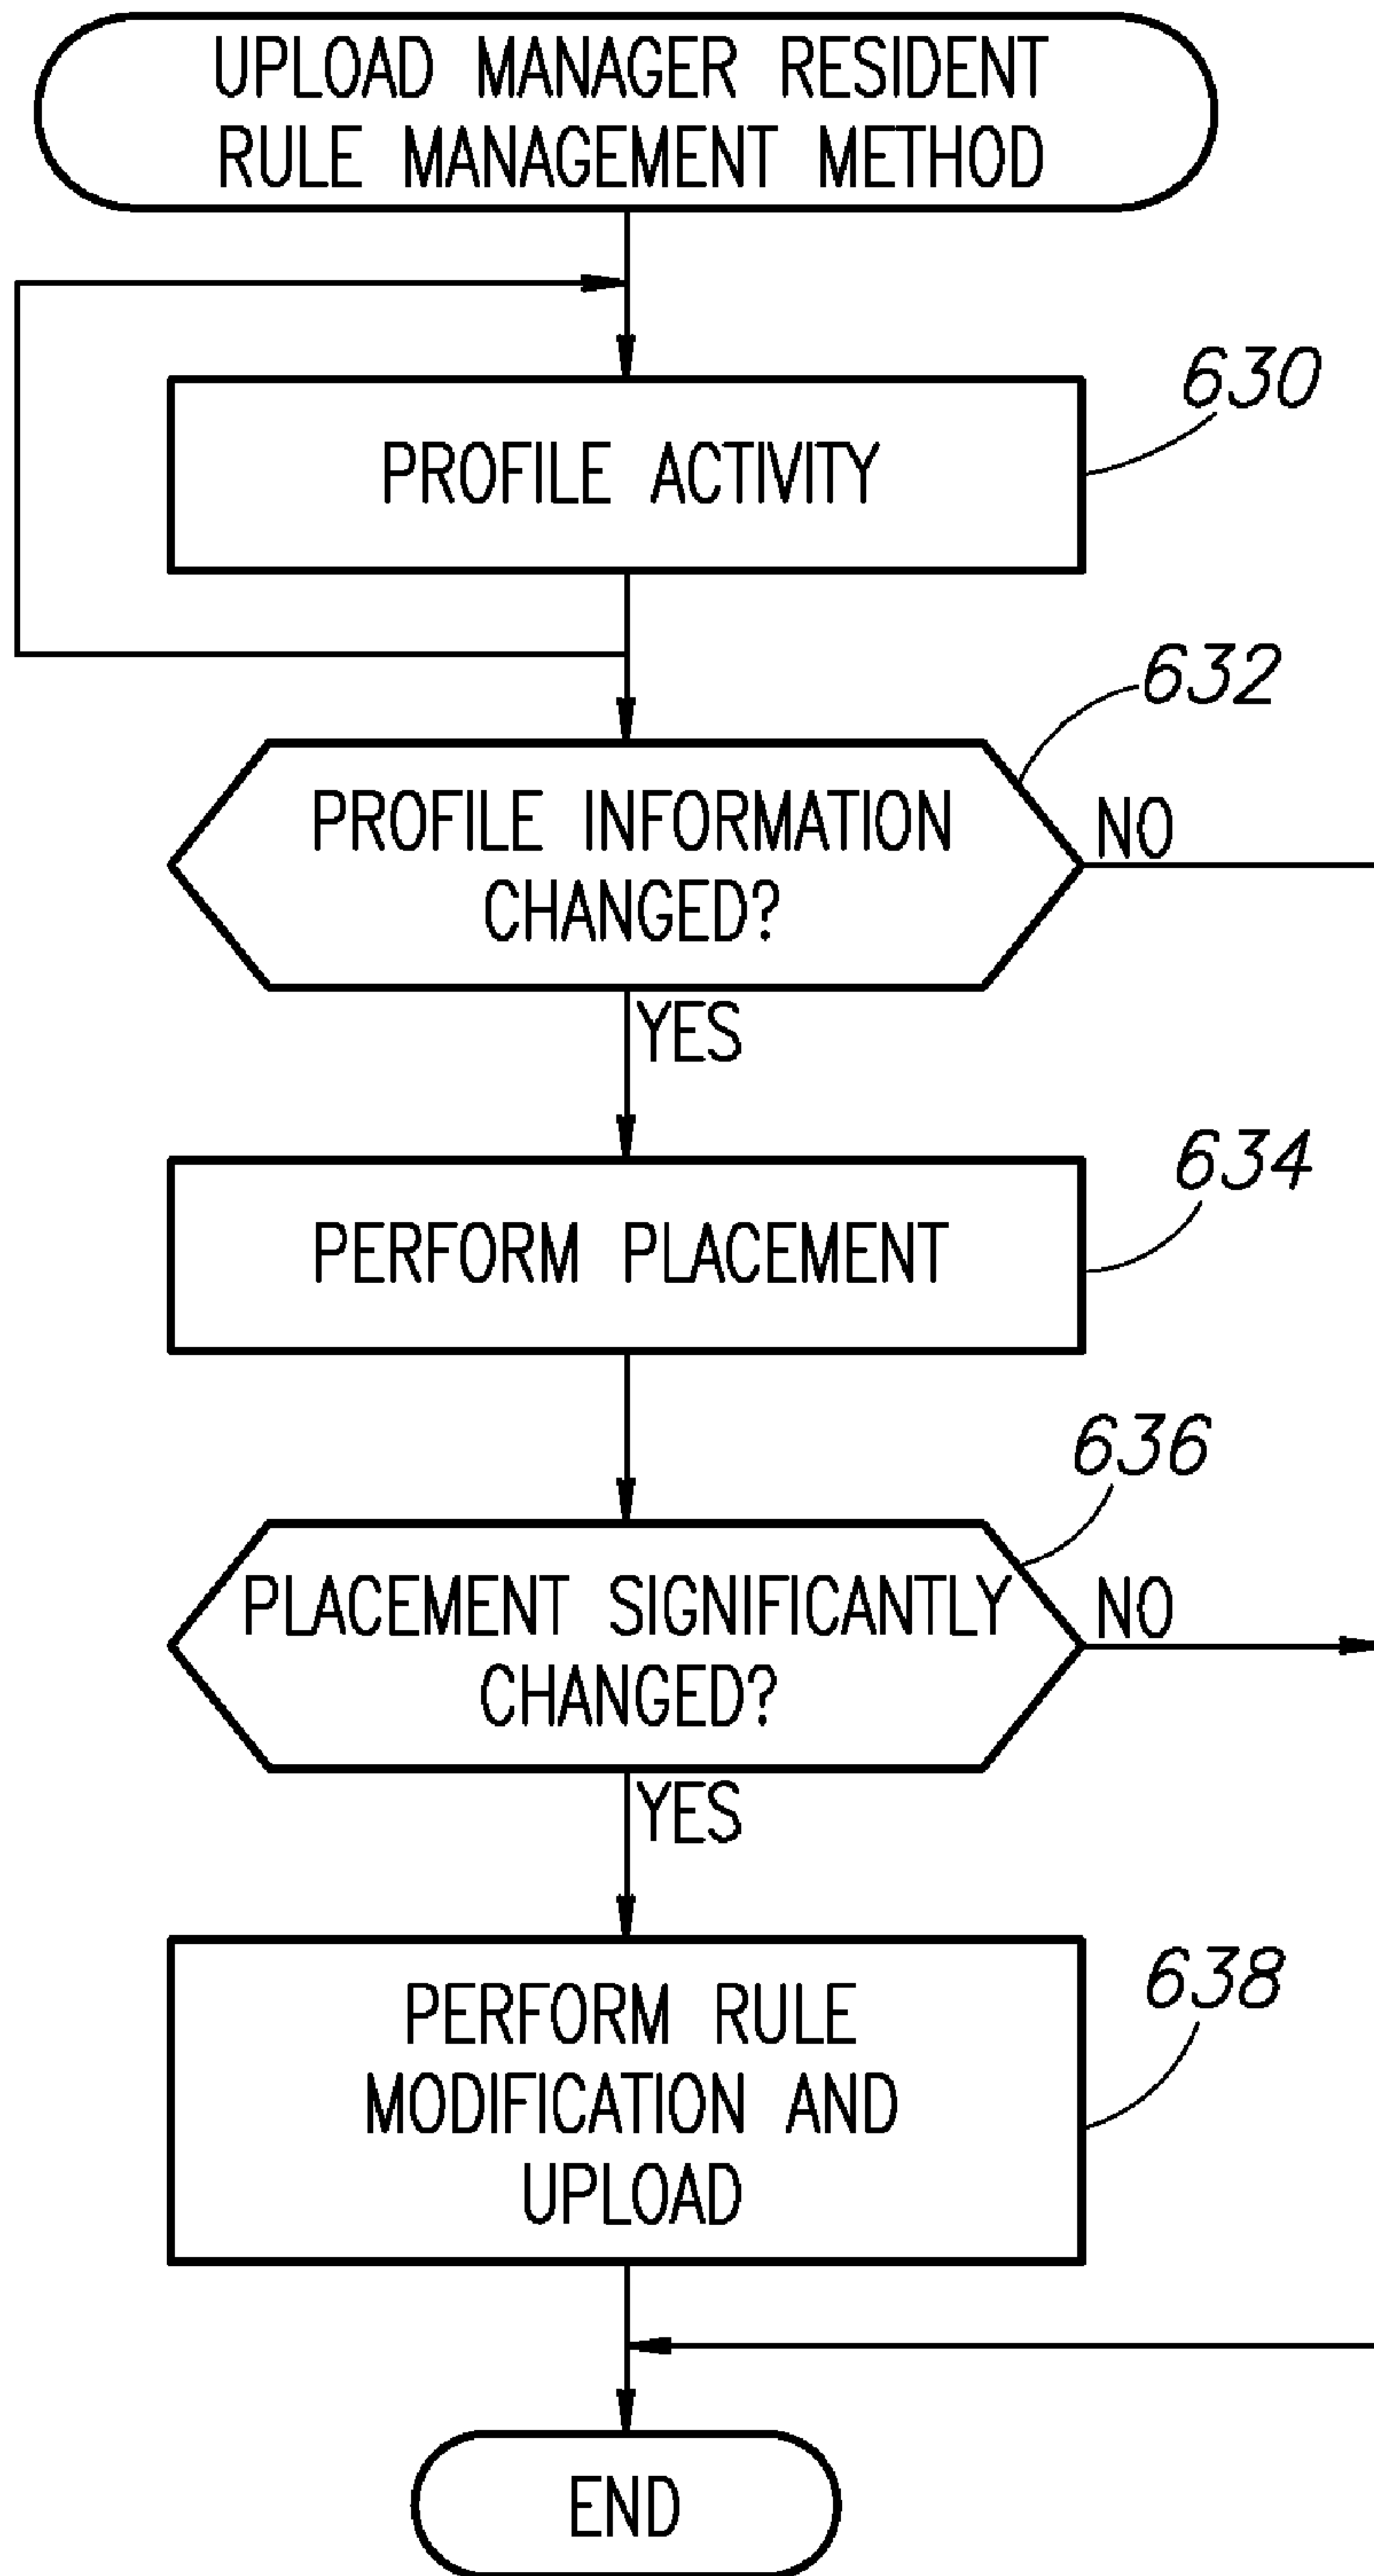 UPLOAD MANAGER RESIDENT
RULE MANAGEMENT METHOD
630
PROFILE ACTIVITY
632
PROFILE INFORMATION
CHANGED?
NO
YES
634
PERFORM PLACEMENT
636
PLACEMENT SIGNIFICANTLY
CHANGED?
NO
YES
638
PERFORM RULE
MODIFICATION AND
UPLOAD
END